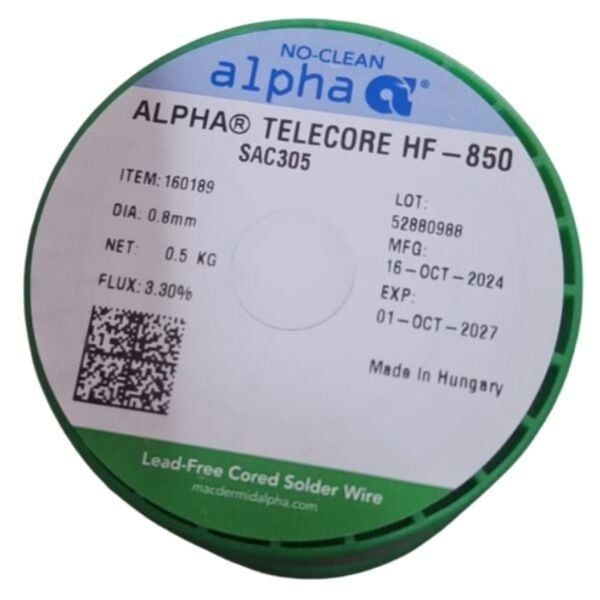 NO-CLEAN
alpha a®
ALPHA® TELECORE HF-850
SAC305
ITEM: 160189
DIA: 0.8mm
NET: 0.5 KG
FLUX: 3.30%
LOT:
52880988
MFG:
16-OCT-2024
EXP:
01-OCT-2027
Made In Hungary
Lead-Free Cored Solder Wire
macdermidalpha.com